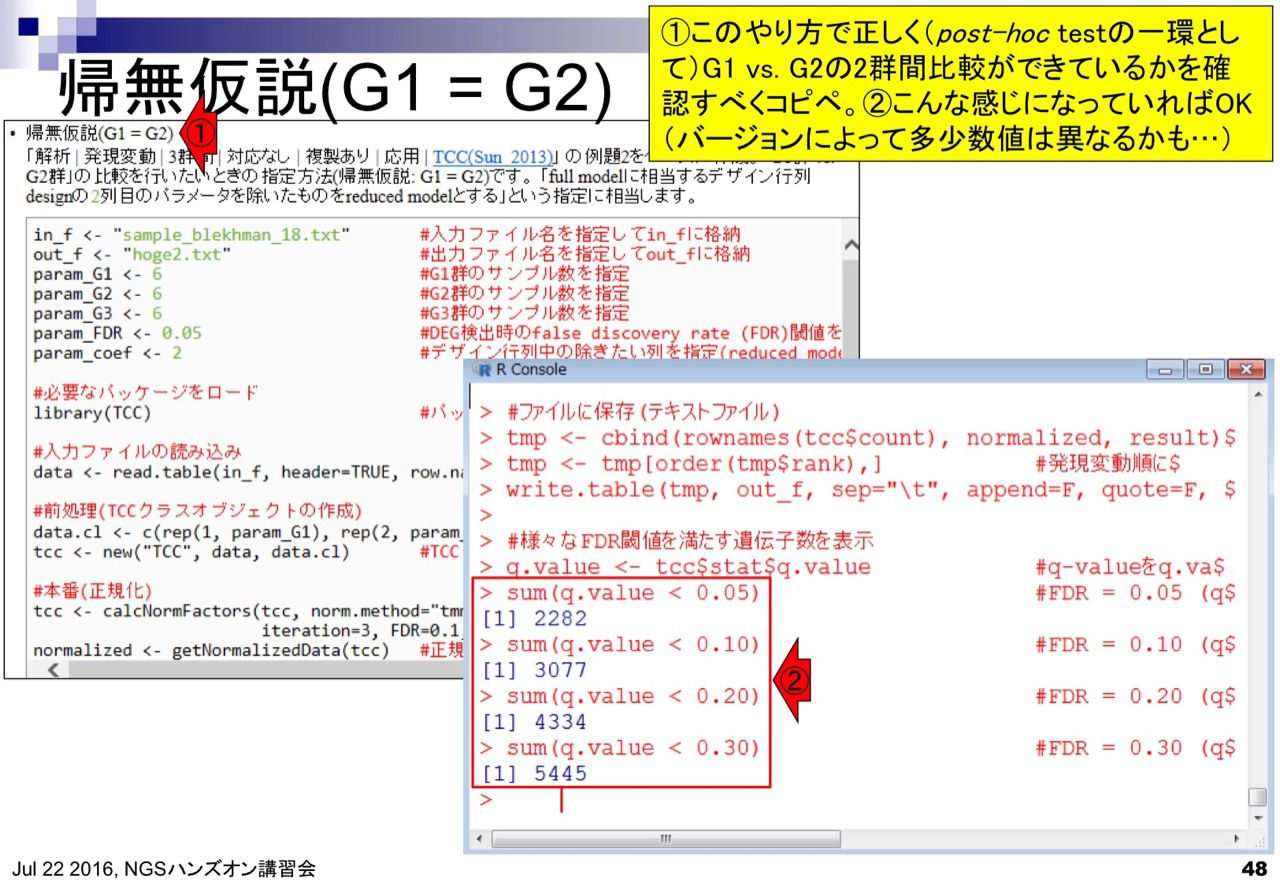 帰無仮説(G1 = G2)
①このやり方で正しく(post-hoc testの一環とし
て)G1 vs. G2の2群間比較ができているかを確
認すべくコピペ。②こんな感じになっていればOK
(バージョンによって多少数値は異なるかも…)
• 帰無仮説(G1 = G2)
①
「解析 | 発現変動 | 3群間 | 対応なし | 複製あり | 応用 | TCC(Sun_2013)」の例題2を
G2群」の比較を行いたいときの指定方法(帰無仮説: G1 = G2)です。「full modelに相当するデザイン行列
designの2列目のパラメータを除いたものをreduced modelとする」という指定に相当します。
in_f <- "sample_blekhman_18.txt" #入力ファイル名を指定してin_fに格納
out_f <- "hoge2.txt" #出力ファイル名を指定してout_fに格納
param_G1 <- 6 #G1群のサンプル数を指定
param_G2 <- 6 #G2群のサンプル数を指定
param_G3 <- 6 #G3群のサンプル数を指定
param_FDR <- 0.05 #DEG検出時のfalse discovery rate (FDR)閾値を
param_coef <- 2 #デザイン行列中の除きたい列を指定(reduced mode
#必要なパッケージをロード
library(TCC) #パッ
#入力ファイルの読み込み
data <- read.table(in_f, header=TRUE, row.na
#前処理(TCCクラスオブジェクトの作成)
data.cl <- c(rep(1, param_G1), rep(2, param_
tcc <- new("TCC", data, data.cl) #TCC
#本番(正規化)
tcc <- calcNormFactors(tcc, norm.method="tmm
iteration=3, FDR=0.1
normalized <- getNormalizedData(tcc) #正規
R Console
> #ファイルに保存(テキストファイル)
> tmp <- cbind(rownames(tcc$count), normalized, result)$
> tmp <- tmp[order(tmp$rank),] #発現変動順に$
> write.table(tmp, out_f, sep="\t", append=F, quote=F, $
>
> #様々なFDR閾値を満たす遺伝子数を表示
> q.value <- tcc$stat$q.value #q-valueをq.va$
> sum(q.value < 0.05) #FDR = 0.05 (q$
[1] 2282
> sum(q.value < 0.10) #FDR = 0.10 (q$
[1] 3077
> sum(q.value < 0.20) #FDR = 0.20 (q$
[1] 4334
> sum(q.value < 0.30) #FDR = 0.30 (q$
[1] 5445
>
②
Jul 22 2016, NGSハンズオン講習会
48